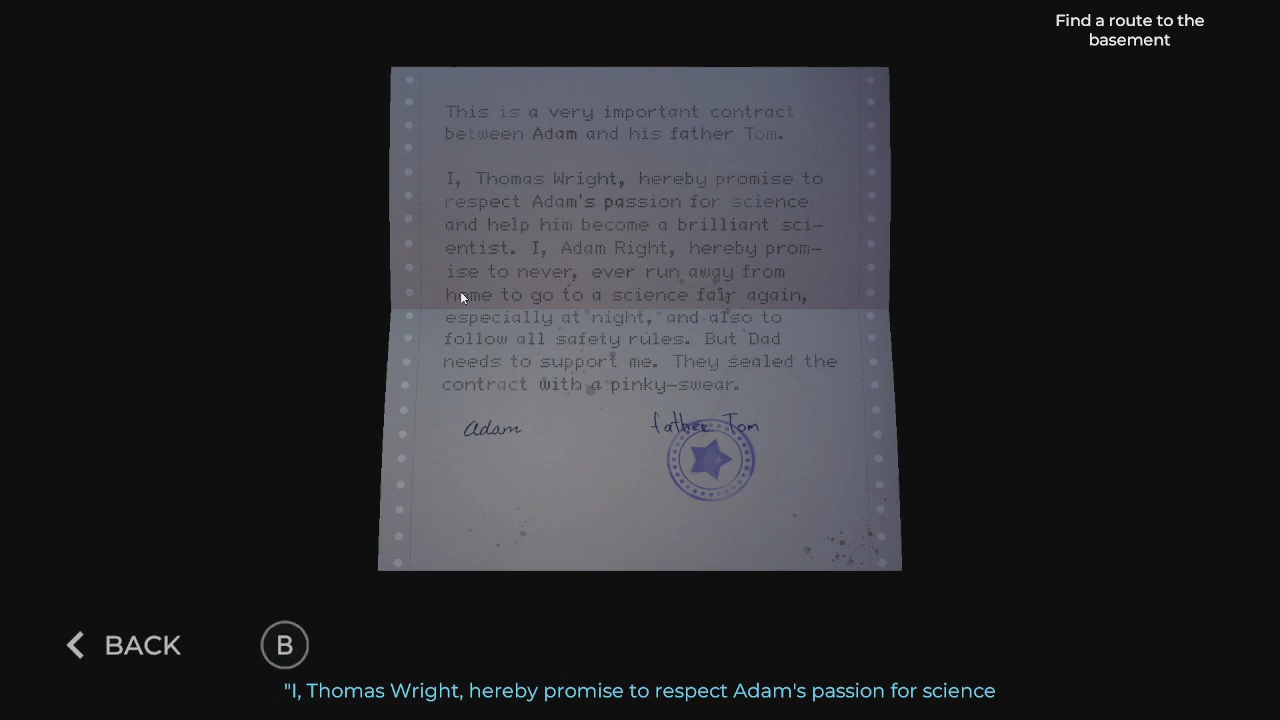 Find a route to the
basement
This is a very important contract
between Adam and his father Tom.
I, Thomas Wright, hereby promise to
respect Adam's passion for science
and help him become a brilliant sci-
entist. I, Adam Right, hereby prom-
ise to never, ever run away from
home to go to a science fair again,
especially at night, and also to
follow all safety rules. But Dad
needs to support me. They sealed the
contract with a pinky-swear.
Adam father Tom
BACK B
"I, Thomas Wright, hereby promise to respect Adam's passion for science